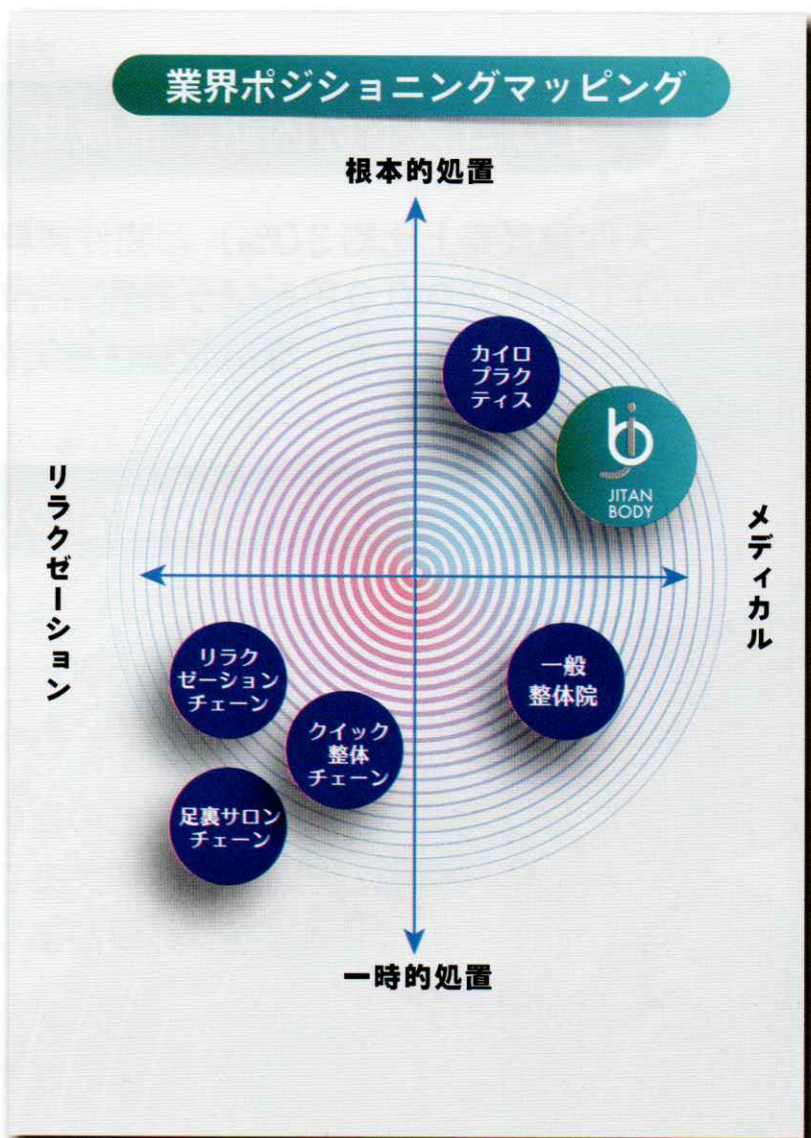 業界ポジショニングマッピング
根本的処置
カイロ
プラク
ティス
JITAN
BODY
リラクゼーション
メディカル
リラク
ゼーション
チェーン
一般
整体院
クイック
整体
チェーン
足裏サロン
チェーン
一時的処置